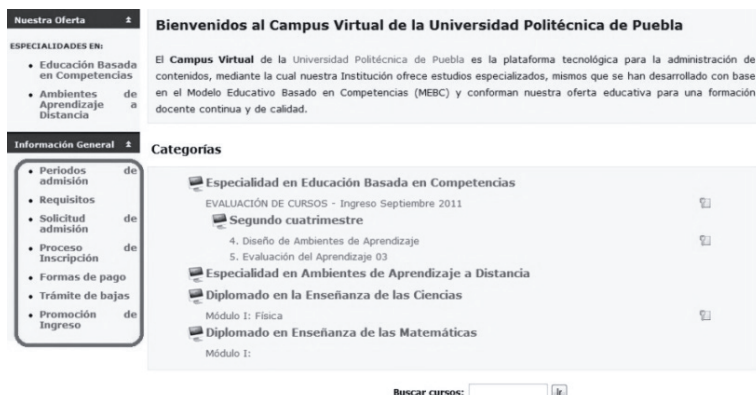 Nuestra Oferta
ESPECIALIDADES EN:
Educación Basada
en Competencias
Ambientes de
Aprendizaje a
Distancia
Información General
Periodos de
admisión
Requisitos
Solicitud de
admisión
Proceso de
Inscripción
Formas de pago
Trámite de bajas
Promoción de
Ingreso
Bienvenidos al Campus Virtual de la Universidad Politécnica de Puebla
El Campus Virtual de la Universidad Politécnica de Puebla es la plataforma tecnológica para la administración de
contenidos, mediante la cual nuestra Institución ofrece estudios especializados, mismos que se han desarrollado con base
en el Modelo Educativo Basado en Competencias (MEBC) y conforman nuestra oferta educativa para una formación
docente continua y de calidad.
Categorías
Especialidad en Educación Basada en Competencias
EVALUACIÓN DE CURSOS - Ingreso Septiembre 2011
Segundo cuatrimestre
4. Diseño de Ambientes de Aprendizaje
5. Evaluación del Aprendizaje 03
Especialidad en Ambientes de Aprendizaje a Distancia
Diplomado en la Enseñanza de las Ciencias
Módulo I: Física
Diplomado en Enseñanza de las Matemáticas
Módulo I:
Buscar cursos: Ir